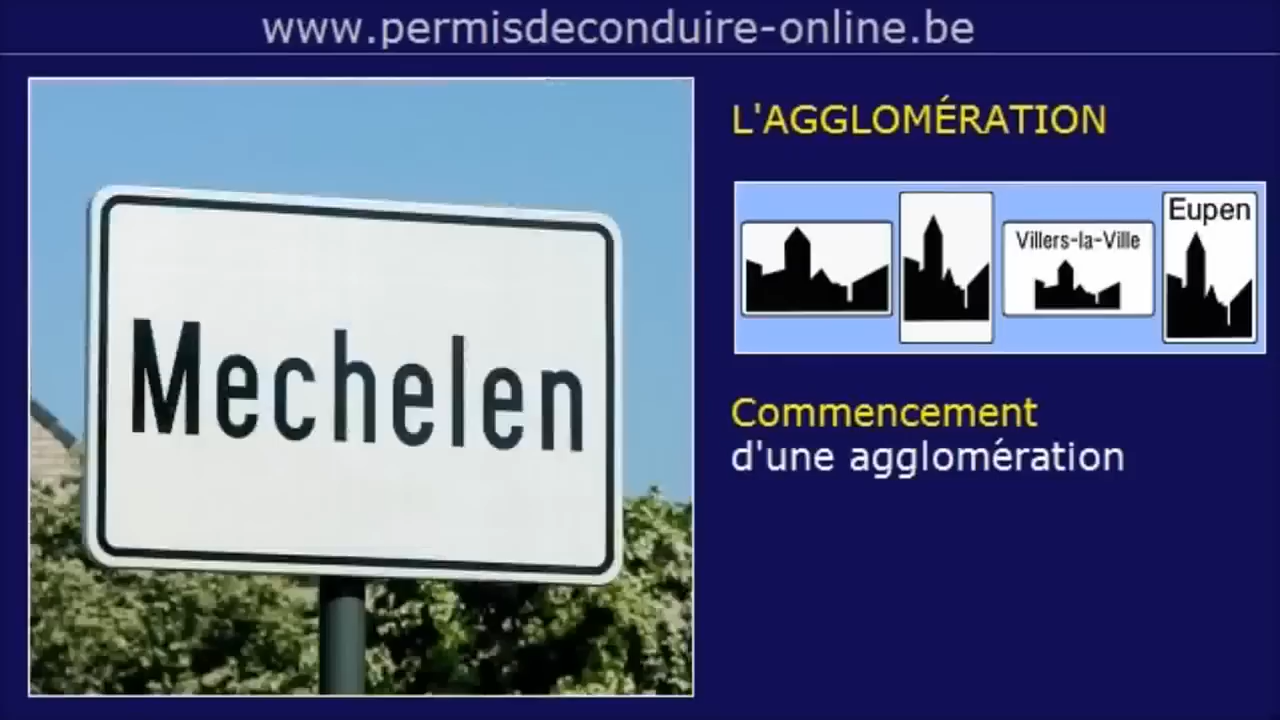 www.permisdeconduire-online.be
Mechelen
L'AGGLOMÉRATION
Villers-la-Ville
Eupen
Commencement
d'une agglomération